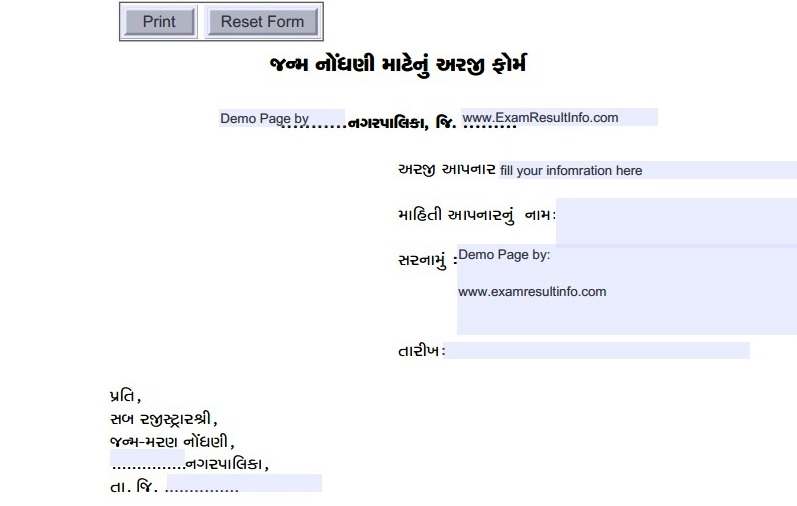 Print Reset Form
જન્મ નોંધણી માટેનું અરજી ફોર્મ
Demo Page by ............નગરપાલિકા, જિ. ......... www.ExamResultInfo.com
અરજી આપનાર fill your infomration here
માહિતી આપનારનું નામ:
સરનામું : Demo Page by:
www.examresultinfo.com
તારીખ:
પ્રતિ,
સબ રજીસ્ટ્રારશ્રી,
જન્મ-મરણ નોંધણી,
...............નગરપાલિકા,
તા. જિ. ...............